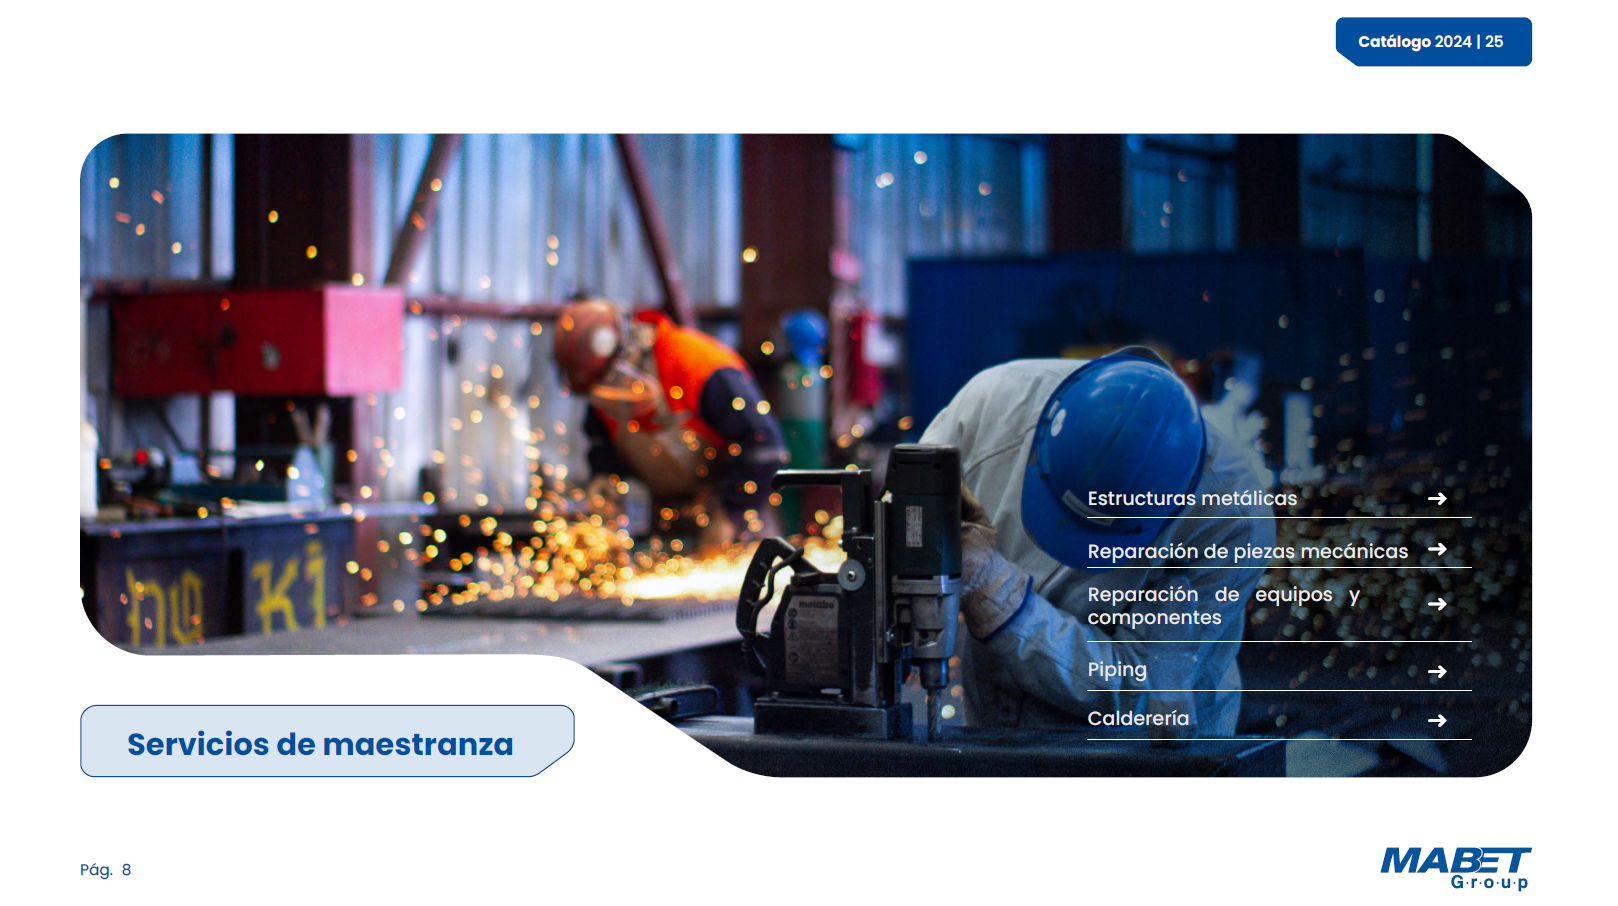 Catálogo 2024 | 25
Estructuras metálicas
Reparación de piezas mecánicas
Reparación de equipos y
componentes
Piping
Calderería
metabo
Servicios de maestranza
Pág. 8
MABET
G·r·o·u·p